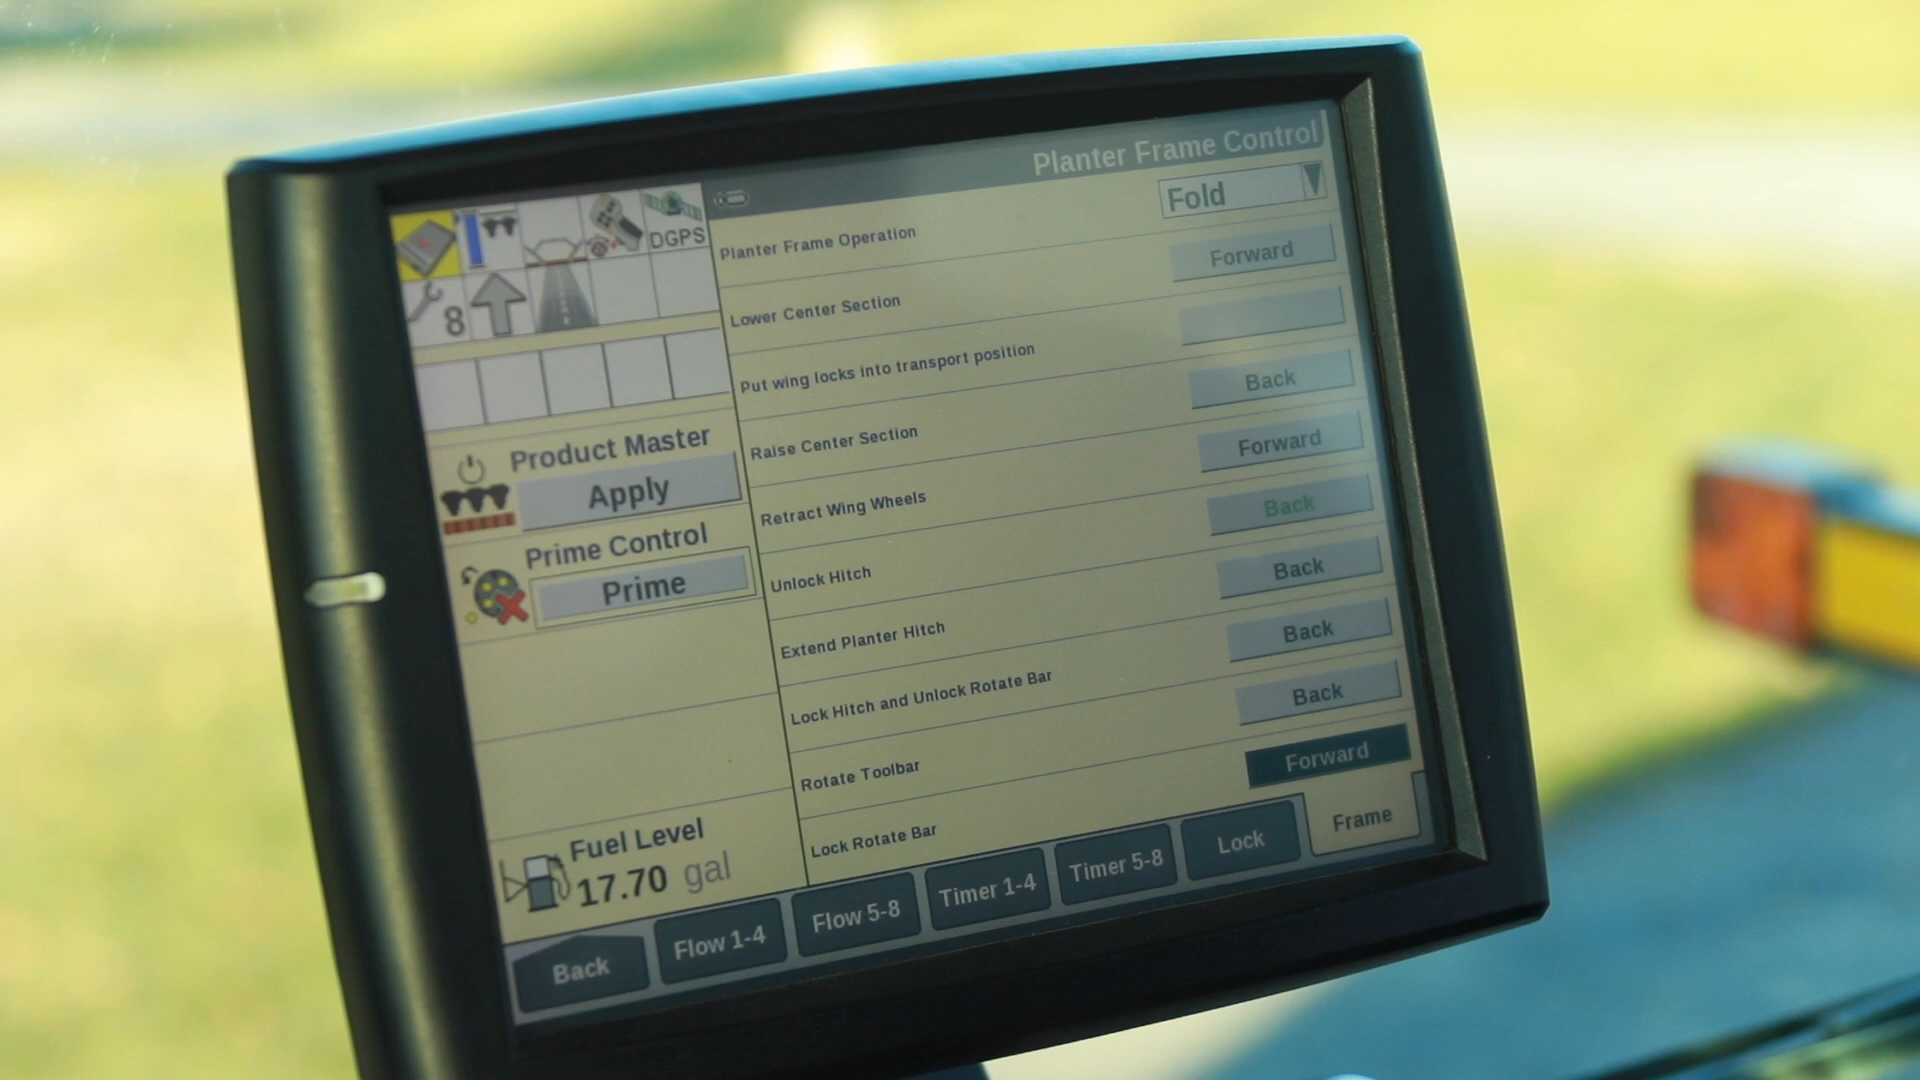 Planter Frame Control
DGPS
8
Planter Frame Operation Fold
Lower Center Section Forward
Put wing locks into transport position
Raise Center Section Back
Retract Wing Wheels Forward
Unlock Hitch Back
Extend Planter Hitch Back
Lock Hitch and Unlock Rotate Bar Back
Rotate Toolbar Back
Lock Rotate Bar Forward
Product Master
Apply
Prime Control
Prime
Fuel Level
17.70 gal
Back
Flow 1-4
Flow 5-8
Timer 1-4
Timer 5-8
Lock
Frame